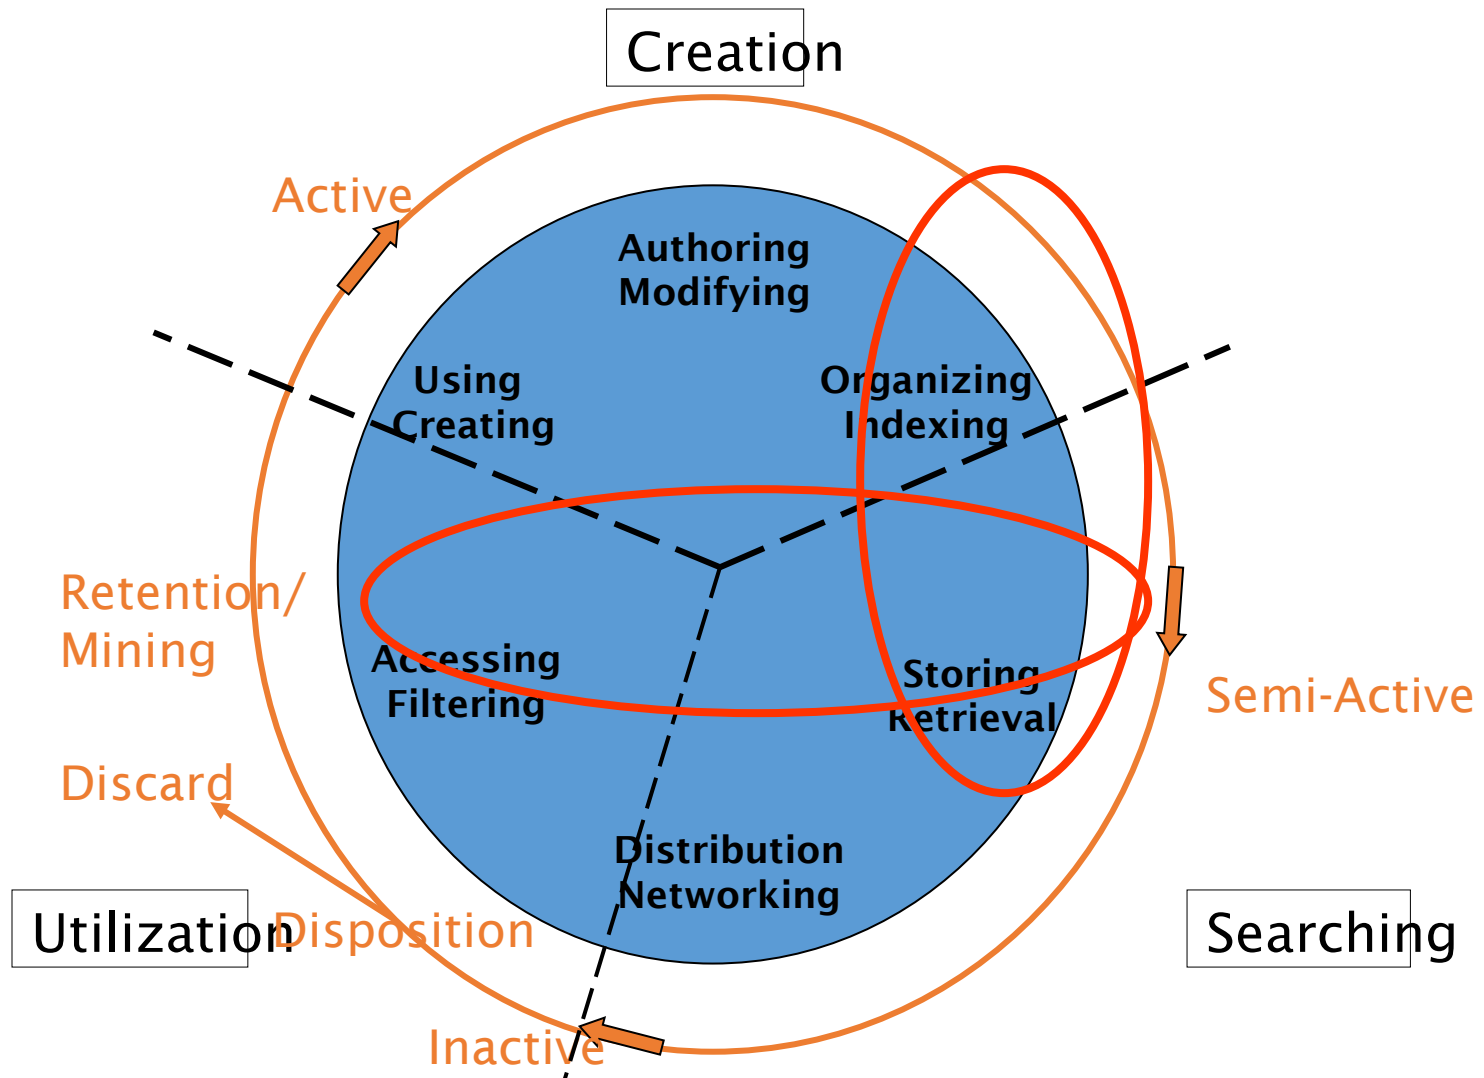 Creation
Active
Authoring
Modifying
Using
Creating
Organizing
Indexing
Retention/
Mining
Accessing
Filtering
Storing
Retrieval
Semi-Active
Discard
Distribution
Networking
Utilization
Disposition
Searching
Inactive